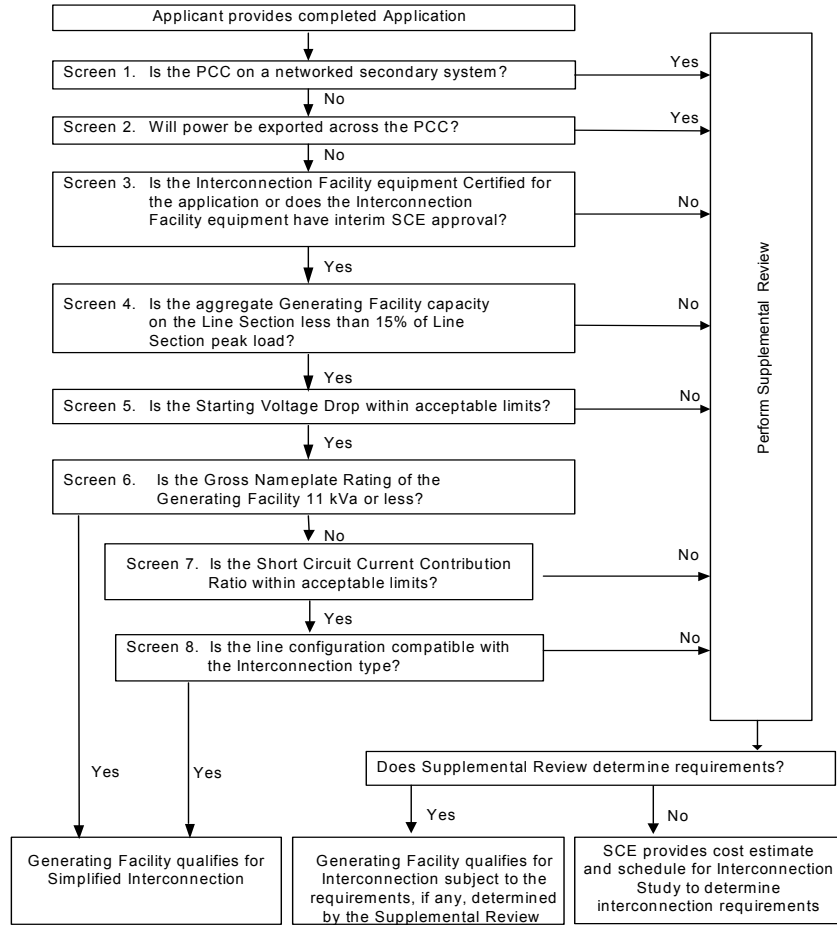 Applicant provides completed Application
Yes
Screen 1. Is the PCC on a networked secondary system?
No
Yes
Screen 2. Will power be exported across the PCC?
No
Screen 3. Is the Interconnection Facility equipment Certified for
the application or does the Interconnection
Facility equipment have interim SCE approval?
No
Yes
Screen 4. Is the aggregate Generating Facility capacity
on the Line Section less than 15% of Line
Section peak load?
No
Yes
Screen 5. Is the Starting Voltage Drop within acceptable limits?
No
Yes
Screen 6. Is the Gross Nameplate Rating of the
Generating Facility 11 kVa or less?
No
Screen 7. Is the Short Circuit Current Contribution
Ratio within acceptable limits?
No
Yes
Screen 8. Is the line configuration compatible with
the Interconnection type?
No
Perform Supplemental Review
Yes
Yes
Does Supplemental Review determine requirements?
Yes
No
Generating Facility qualifies for
Simplified Interconnection
Generating Facility qualifies for
Interconnection subject to the
requirements, if any, determined
by the Supplemental Review
SCE provides cost estimate
and schedule for Interconnection
Study to determine
interconnection requirements